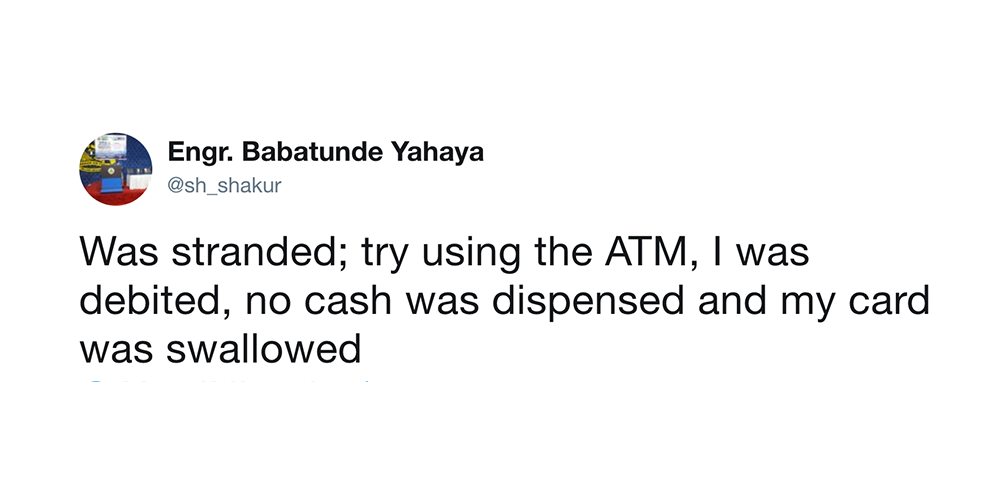 Engr. Babatunde Yahaya
@sh_shakur
Was stranded; try using the ATM, I was
debited, no cash was dispensed and my card
was swallowed